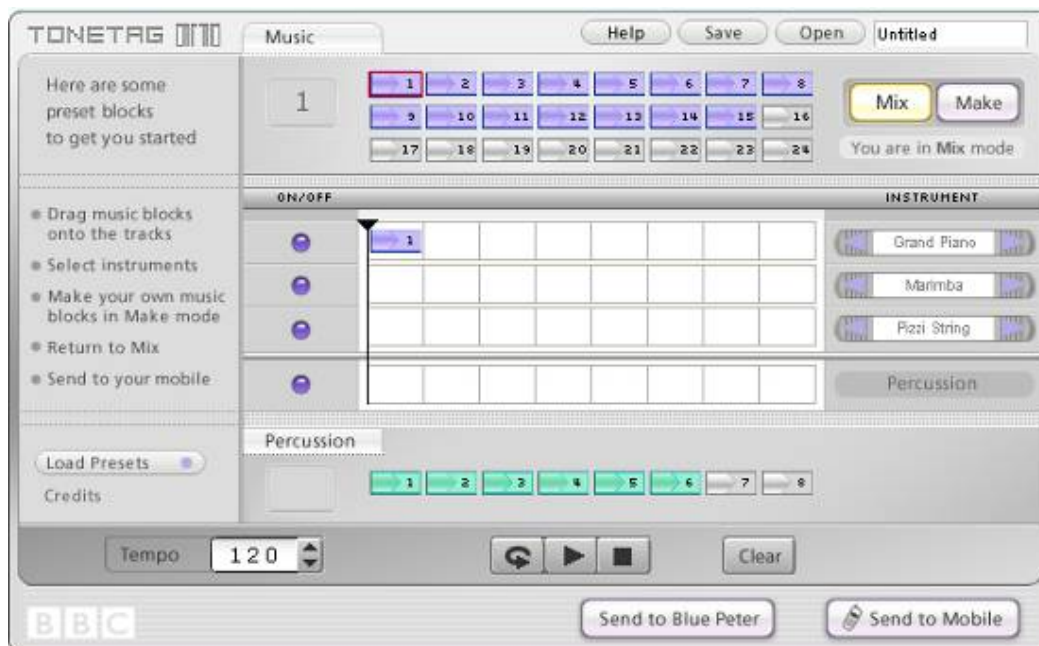 TONETAG
Music
Help
Save
Open
Untitled
Here are some
preset blocks
to get you started
1
1 2 3 4 5 6 7 8
9 10 11 12 13 14 15 16
17 18 19 20 21 22 23 24
Mix
Make
You are in Mix mode
ON/OFF
INSTRUMENT
Drag music blocks
onto the tracks
Select instruments
Make your own music
blocks in Make mode
Return to Mix
Send to your mobile
1
Grand Piano
Marimba
Pizzi String
Percussion
Percussion
1 2 3 4 5 6 7 8
Load Presets
Credits
Tempo
120
Clear
BBC
Send to Blue Peter
Send to Mobile